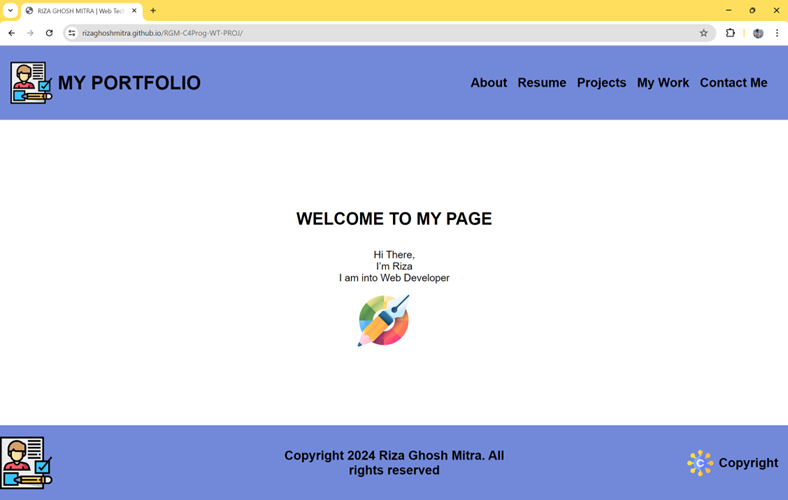 RIZA GHOSH MITRA | Web Tech
rizaghoshmitra.github.io/RGM-C4Prog-WT-PROJ/
MY PORTFOLIO
About Resume Projects My Work Contact Me
WELCOME TO MY PAGE
Hi There,
I'm Riza
I am into Web Developer
Copyright 2024 Riza Ghosh Mitra. All
rights reserved
C
Copyright